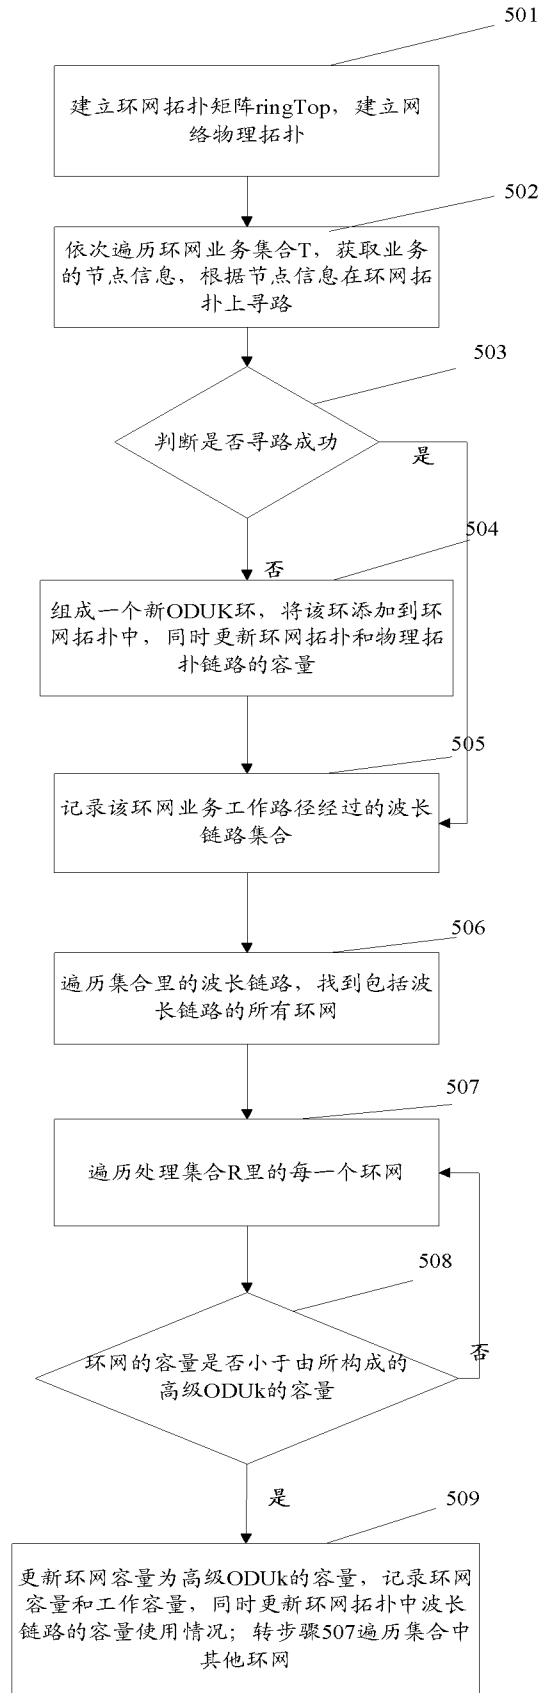 501
建立环网拓扑矩阵ringTop，建立网
络物理拓扑
502
依次遍历环网业务集合T，获取业务
的节点信息，根据节点信息在环网拓
扑上寻路
503
判断是否寻路成功
是
504
否
组成一个新ODUK环，将该环添加到环
网拓扑中，同时更新环网拓扑和物理拓
扑链路的容量
505
记录该环网业务工作路径经过的波长
链路集合
506
遍历集合里的波长链路，找到包括波
长链路的所有环网
507
遍历处理集合R里的每一个环网
508
环网的容量是否小于由所构成的
高级ODUk的容量
否
是
509
更新环网容量为高级ODUk的容量，记录环网
容量和工作容量，同时更新环网拓扑中波长
链路的容量使用情况；转步骤507遍历集合中
其他环网